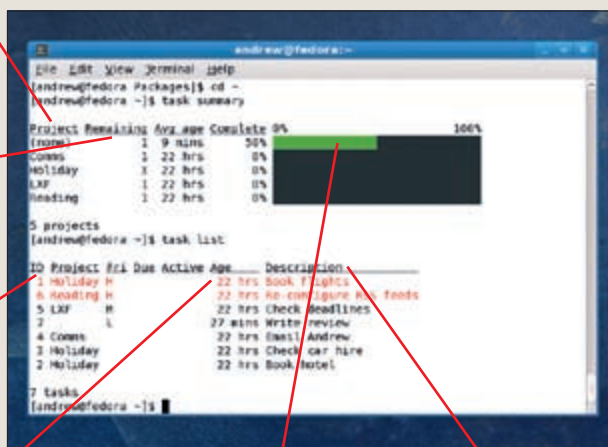 andrew@fedora:~
File Edit View Terminal Help
[andrew@fedora Packages]$ cd -
[andrew@fedora ~]$ task summary
Project Remaining Avg age Complete 0% 100%
(none) 1 9 mins 50%
Comms 1 22 hrs 0%
Holiday 3 22 hrs 0%
LXF 1 22 hrs 0%
Reading 1 22 hrs 0%
5 projects
[andrew@fedora ~]$ task list
ID Project Pri Due Active Age Description
1 Holiday H 22 hrs Book flights
6 Reading H 22 hrs Re-configure RSS feeds
5 LXF M 22 hrs Check deadlines
7 L 27 mins Write review
4 Comms 22 hrs Email Andrew
3 Holiday 22 hrs Check car hire
2 Holiday 22 hrs Book hotel
7 tasks
[andrew@fedora ~]$